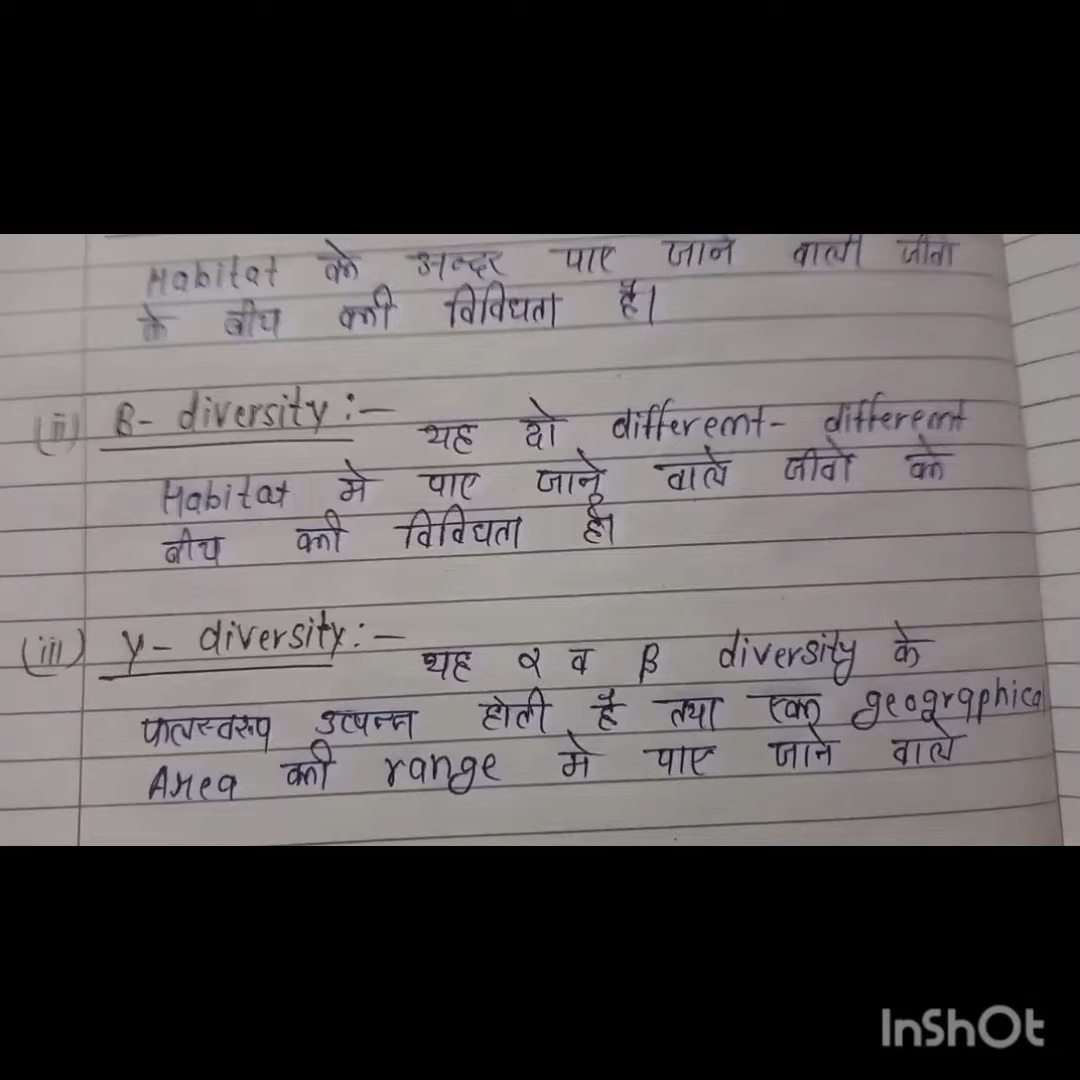 Habitat के अन्दर पाए जाने वाली जीवो
के बीच की विविधता है।
(ii) B- diversity :- यह दो different- different
Habitat मे पाए जाने वाले जीवो के
बीच की विविधता है।
(iii) γ- diversity :- यह α व β diversity के
फलस्वरुप उत्पन्न होती है तथा एक geographical
Area की range मे पाए जाने वाले
InShOt